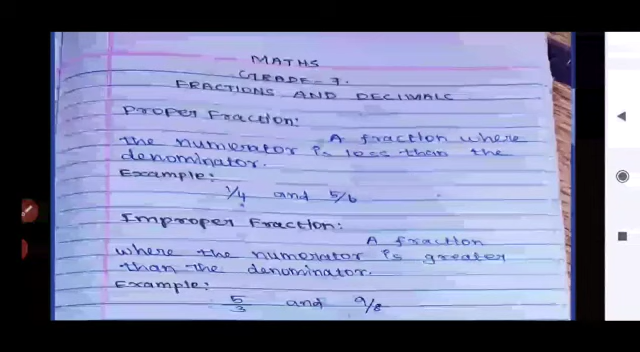 MATHS
GRADE-7.
FRACTIONS AND DECIMALS
Proper Fraction:
A fraction where
the numerator is less than the
denominator.
Example:
1/4 and 5/6
Improper Fraction:
A fraction
where the numerator is greater
than the denominator.
Example:
5/3 and 9/8